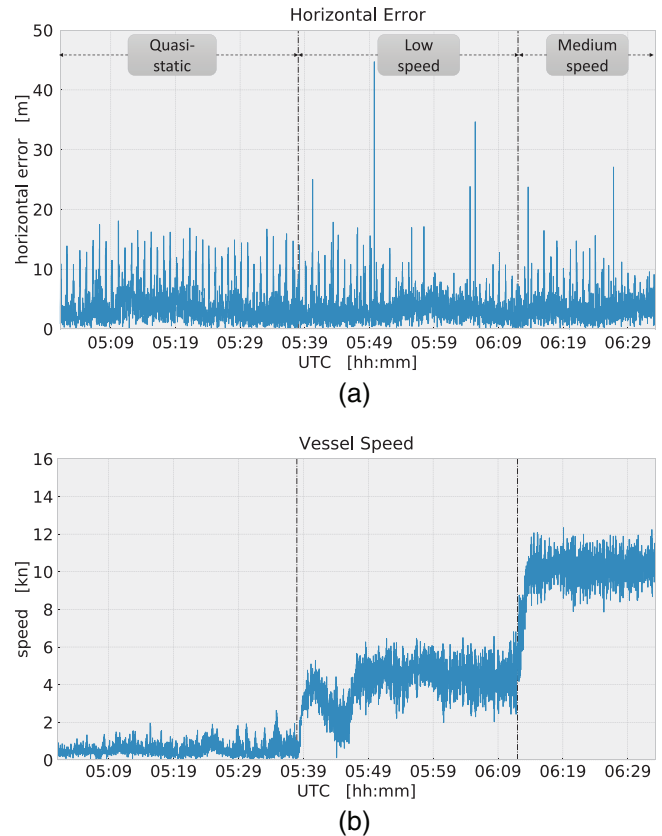 Horizontal Error
50
40
30
20
10
0
horizontal error [m]
Quasi-
static
Low
speed
Medium
speed
05:09 05:19 05:29 05:39 05:49 05:59 06:09 06:19 06:29
UTC [hh:mm]
(a)
Vessel Speed
16
14
12
10
8
6
4
2
0
speed [kn]
05:09 05:19 05:29 05:39 05:49 05:59 06:09 06:19 06:29
UTC [hh:mm]
(b)